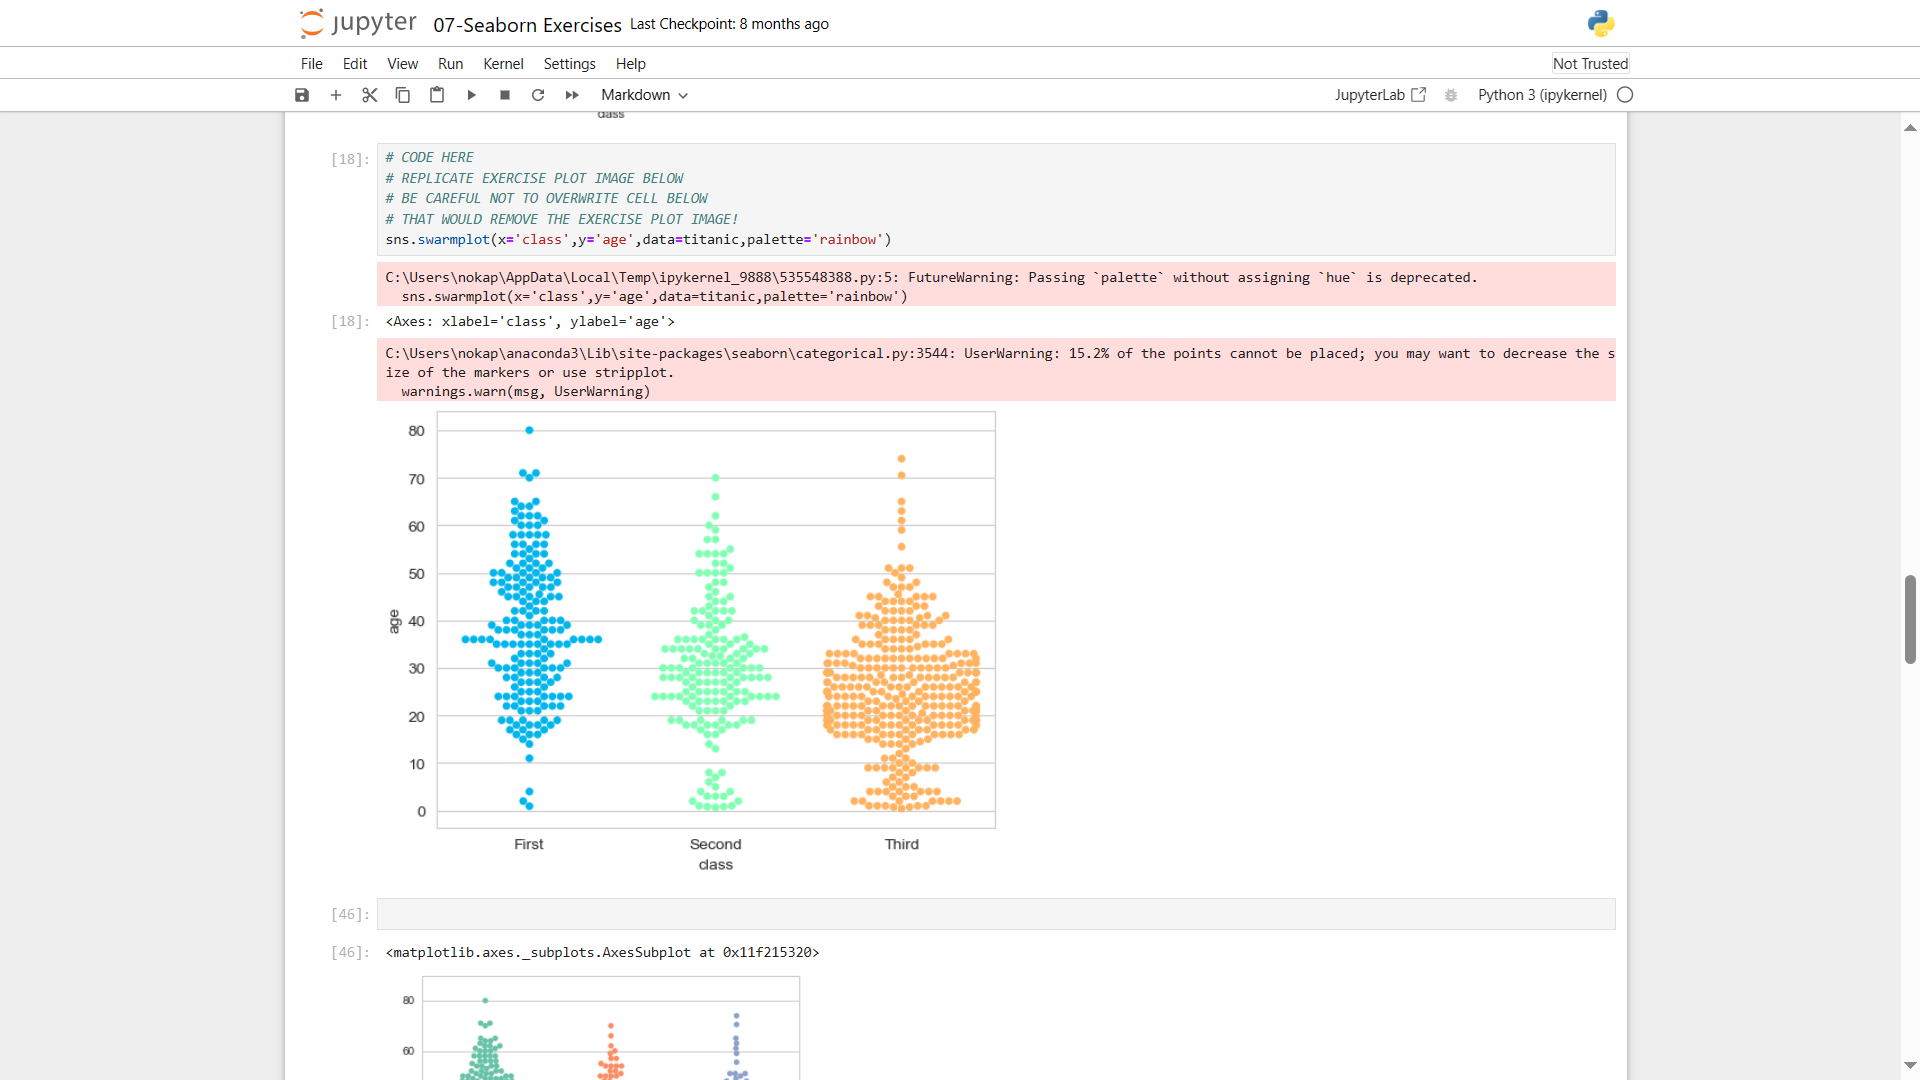 jupyter 07-Seaborn Exercises Last Checkpoint: 8 months ago
File Edit View Run Kernel Settings Help Not Trusted
Markdown JupyterLab Python 3 (ipykernel)
class
[18]: # CODE HERE
# REPLICATE EXERCISE PLOT IMAGE BELOW
# BE CAREFUL NOT TO OVERWRITE CELL BELOW
# THAT WOULD REMOVE THE EXERCISE PLOT IMAGE!
sns.swarmplot(x='class',y='age',data=titanic,palette='rainbow')
C:\Users\nokap\AppData\Local\Temp\ipykernel_9888\535548388.py:5: FutureWarning: Passing `palette` without assigning `hue` is deprecated.
sns.swarmplot(x='class',y='age',data=titanic,palette='rainbow')
[18]: <Axes: xlabel='class', ylabel='age'>
C:\Users\nokap\anaconda3\Lib\site-packages\seaborn\categorical.py:3544: UserWarning: 15.2% of the points cannot be placed; you may want to decrease the s
ize of the markers or use stripplot.
warnings.warn(msg, UserWarning)
80
70
60
50
age
40
30
20
10
0
First Second Third
class
[46]:
[46]: <matplotlib.axes._subplots.AxesSubplot at 0x11f215320>
80
60